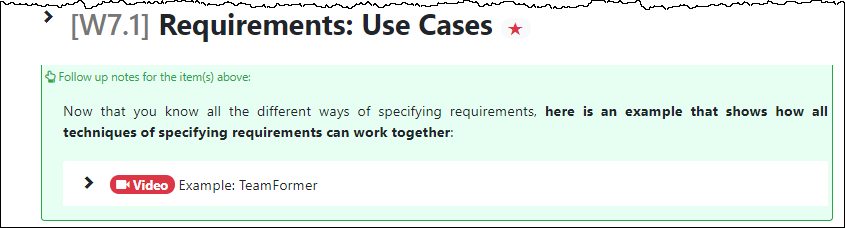 [W7.1] Requirements: Use Cases
Follow up notes for the item(s) above:
Now that you know all the different ways of specifying requirements, here is an example that shows how all
techniques of specifying requirements can work together:
Video Example: TeamFormer